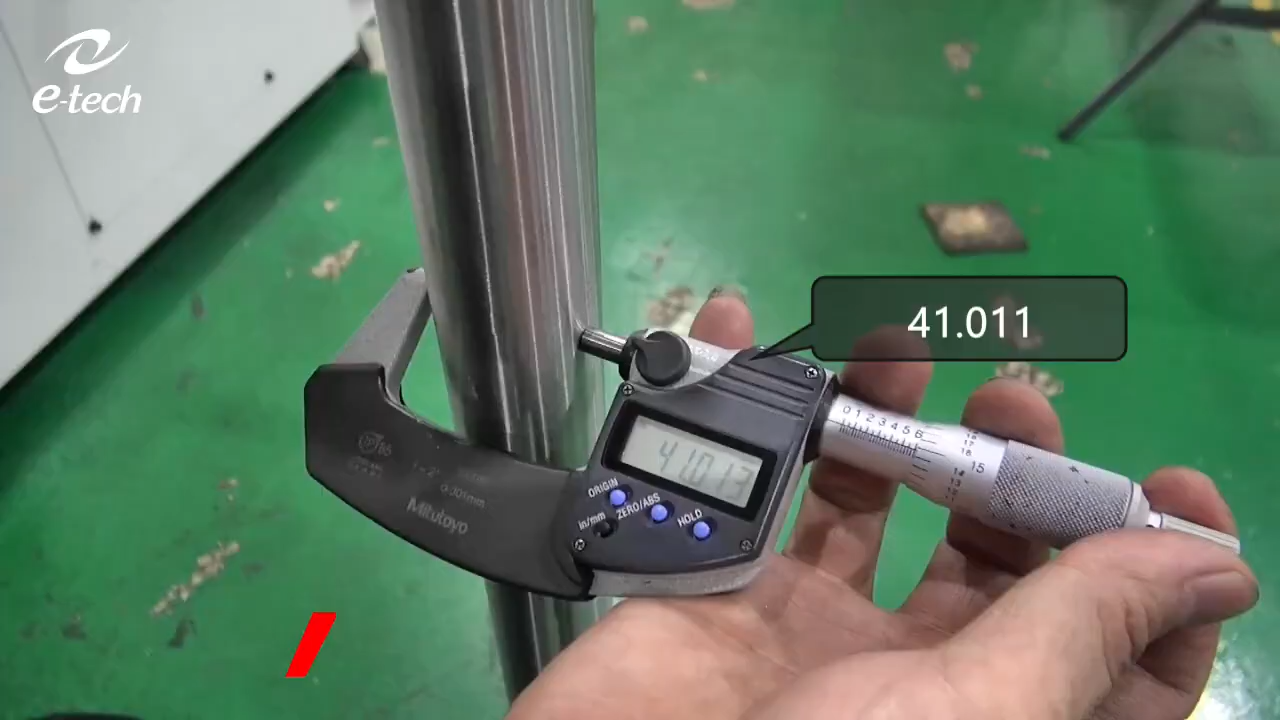 e-tech
41.011
0 1 2 3 4 5 6
41.013
15
ORIGIN
ZERO/ABS
HOLD
in/mm
Mitutoyo